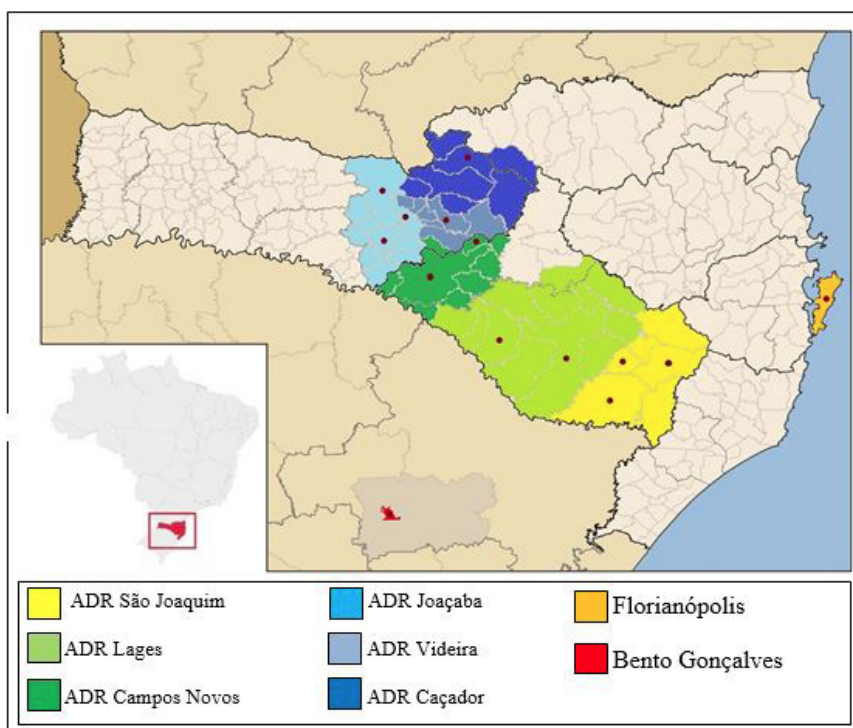 ADR São Joaquim
ADR Lages
ADR Campos Novos
ADR Joaçaba
ADR Videira
ADR Caçador
Florianópolis
Bento Gonçalves